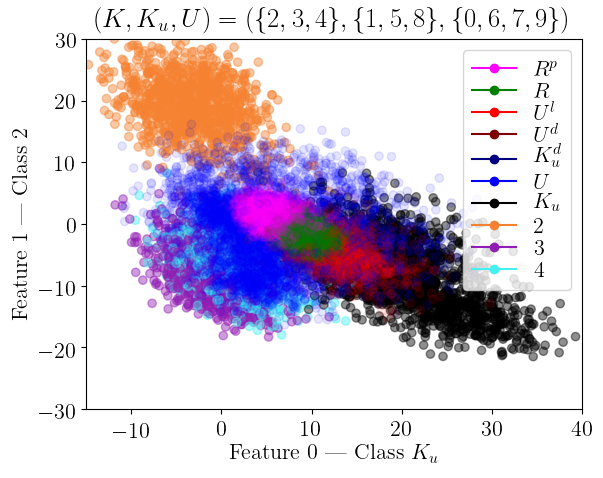 (K, K_u, U) = ({2, 3, 4}, {1, 5, 8}, {0, 6, 7, 9})
30
20
10
0
−10
−20
−30
Feature 1 — Class 2
R^p
R
U^l
U^d
K_u^d
U
K_u
2
3
4
−10
0
10
20
30
40
Feature 0 — Class K_u